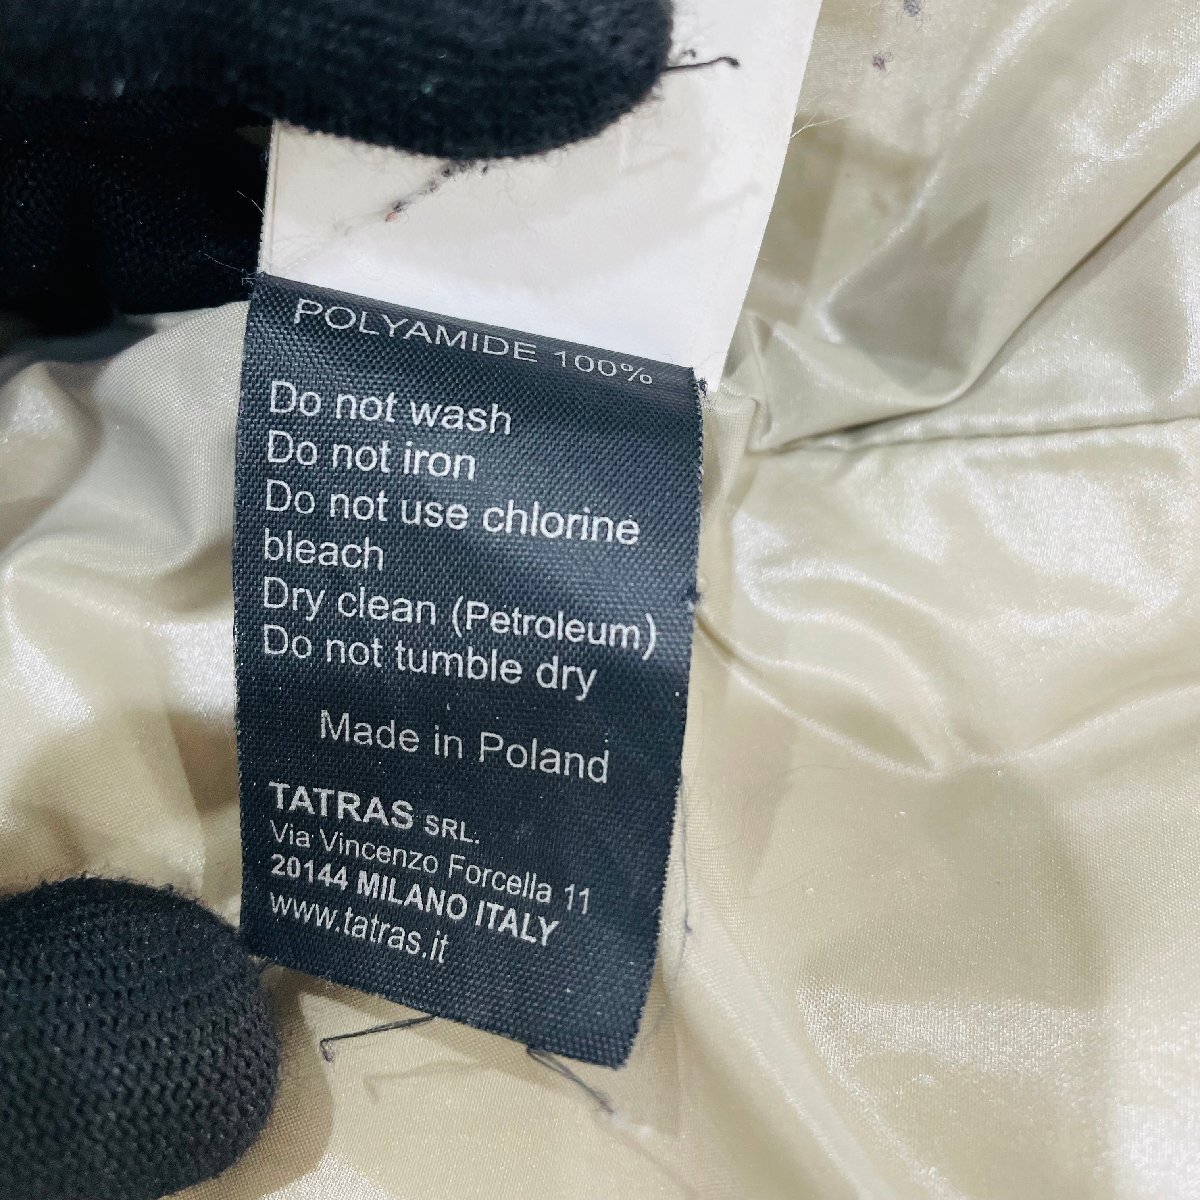 POLYAMIDE 100%
Do not wash
Do not iron
Do not use chlorine
bleach
Dry clean (Petroleum)
Do not tumble dry
Made in Poland
TATRAS SRL.
Via Vincenzo Forcella 11
20144 MILANO ITALY
www.tatras.it